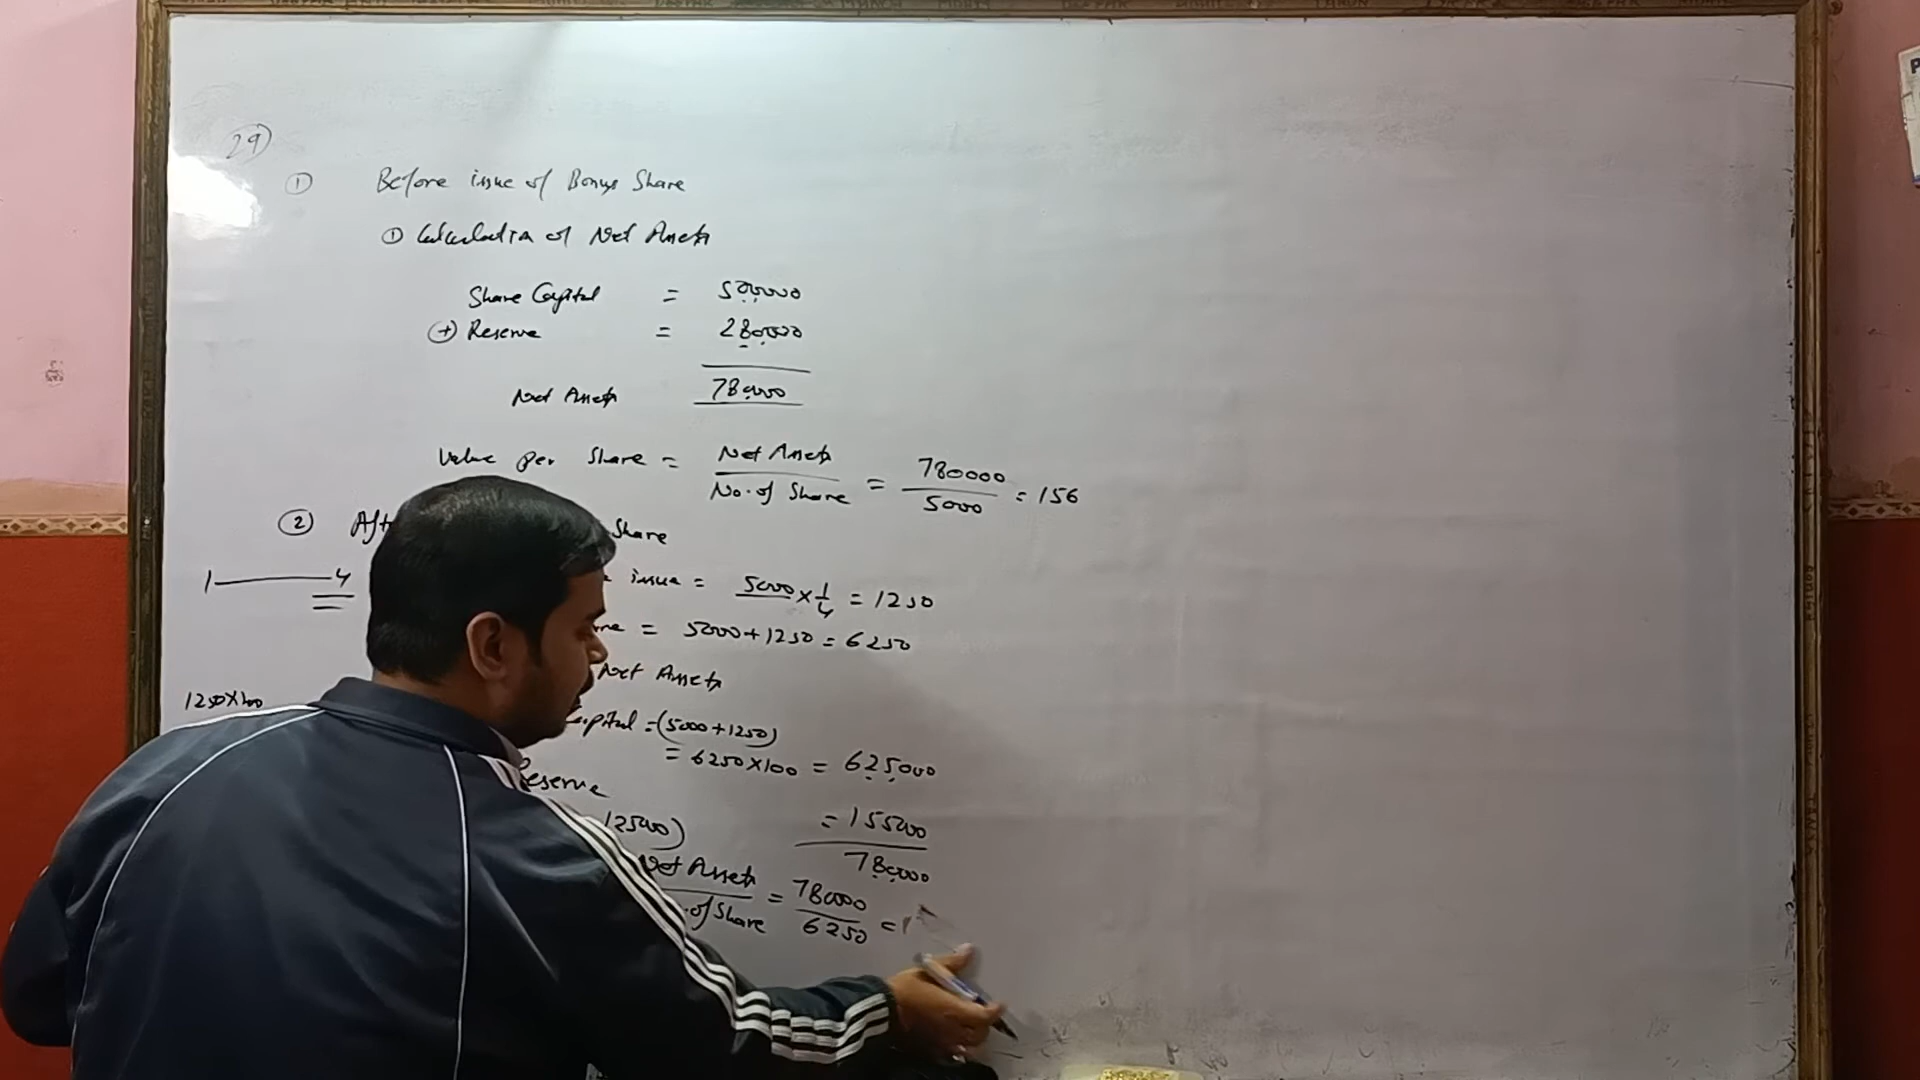 29)
① Before issue of Bonus Share
① Calculation of Net Assets
Share Capital = 500000
(+) Reserve = 280000
Net Assets 780000
Value per Share = Net Assets / No. of Share = 780000 / 5000 = 156
② Share
1 — 4
issue = 5000 × 1/4 = 1250
= 5000 + 1250 = 6250
Net Assets
1250×100
Capital = (5000+1250)
= 6250×100 = 625000
Reserve
125000) = 155000
780000
Net Assets / of Share = 780000 / 6250 =